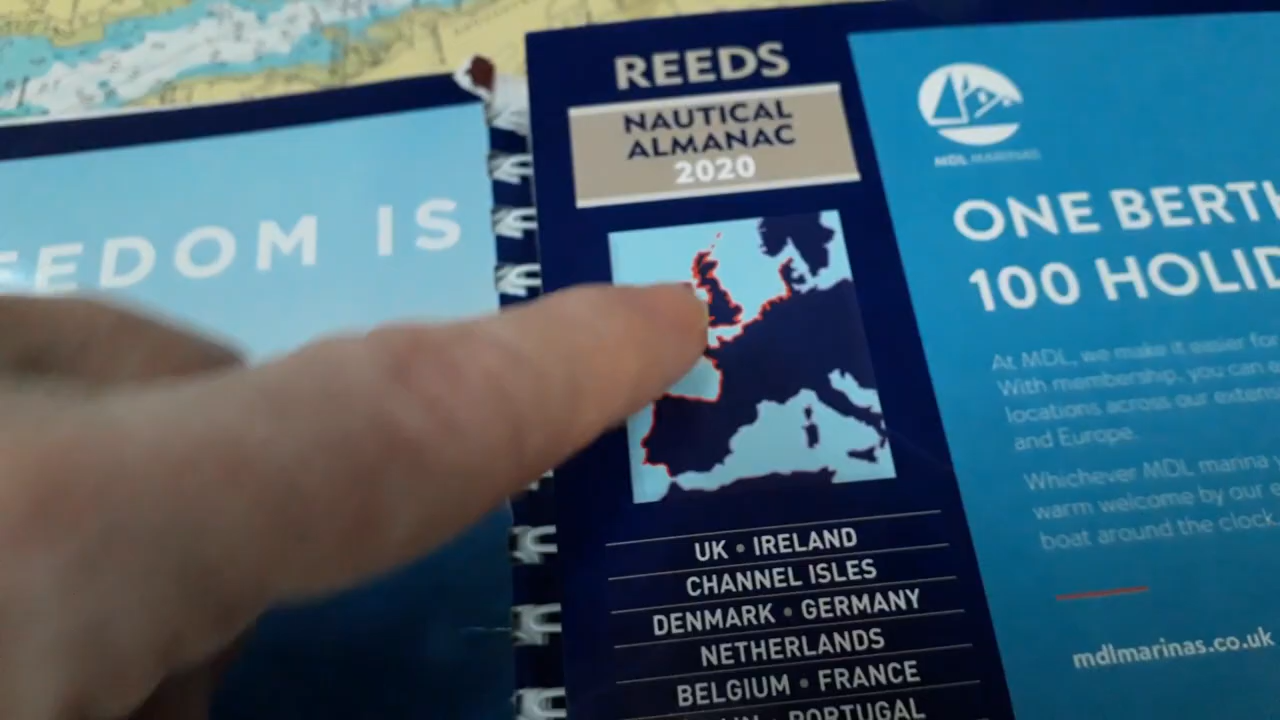 EEDOM IS
REEDS
NAUTICAL
ALMANAC
2020
UK • IRELAND
CHANNEL ISLES
DENMARK • GERMANY
NETHERLANDS
BELGIUM • FRANCE
PORTUGAL
MDL MARINAS
ONE BERTH
100 HOLID
At MDL, we make it easier for
With membership, you can e
locations across our extens
and Europe.
Whichever MDL marina y
warm welcome by our e
boat around the clock.
mdlmarinas.co.uk